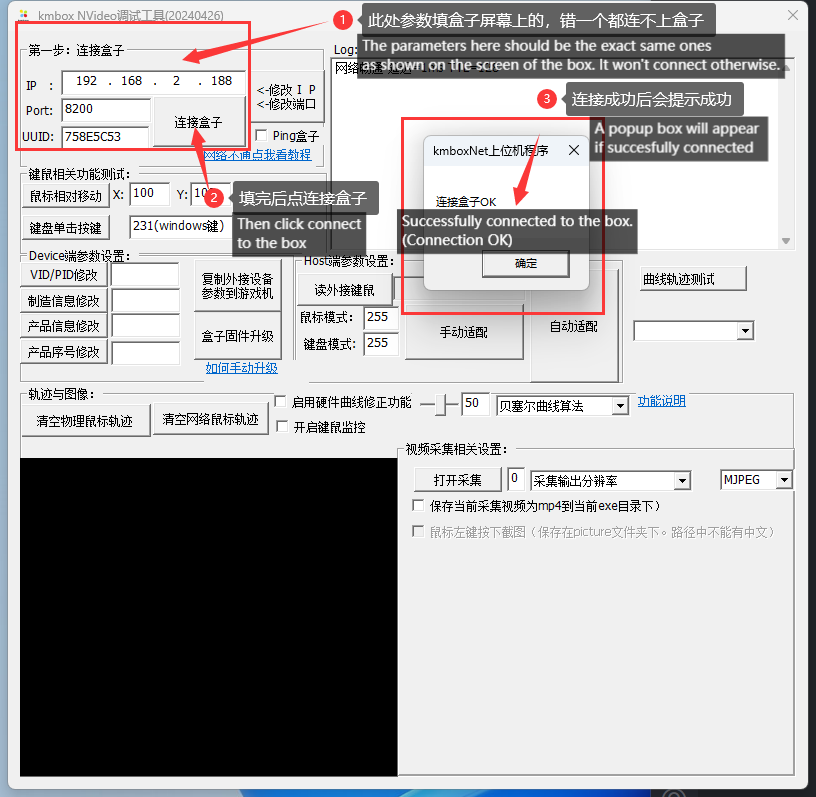 kmbox NVideo调试工具(20240426)
1 此处参数填盒子屏幕上的，错一个都连不上盒子
The parameters here should be the exact same ones
as shown on the screen of the box. It won't connect otherwise.
第一步：连接盒子
Log:
网络畅通
IP :
192 . 168 . 2 . 188
<-修改ＩＰ
<-修改端口
Port:
8200
连接盒子
UUID:
758E5C53
Ping盒子
网络不通点我看教程
3 连接成功后会提示成功
A popup box will appear
if succesfully connected
kmboxNet上位机程序
连接盒子OK
Successfully connected to the box.
(Connection OK)
确定
键鼠相关功能测试：
鼠标相对移动
X:
100
Y:
2 填完后点连接盒子
Then click connect
to the box
键盘单击按键
231(windows键)
Device端参数设置：
VID/PID修改
制造信息修改
产品信息修改
产品序号修改
复制外接设备
参数到游戏机
盒子固件升级
如何手动升级
Host端参数设置：
读外接键鼠
鼠标模式：
255
键盘模式：
255
手动适配
自动适配
曲线轨迹测试
轨迹与图像：
清空物理鼠标轨迹
清空网络鼠标轨迹
启用硬件曲线修正功能
50
贝塞尔曲线算法
功能说明
开启键鼠监控
视频采集相关设置：
打开采集
0
采集输出分辨率
MJPEG
保存当前采集视频为mp4到当前exe目录下）
鼠标左键按下截图（保存在picture文件夹下。路径中不能有中文）